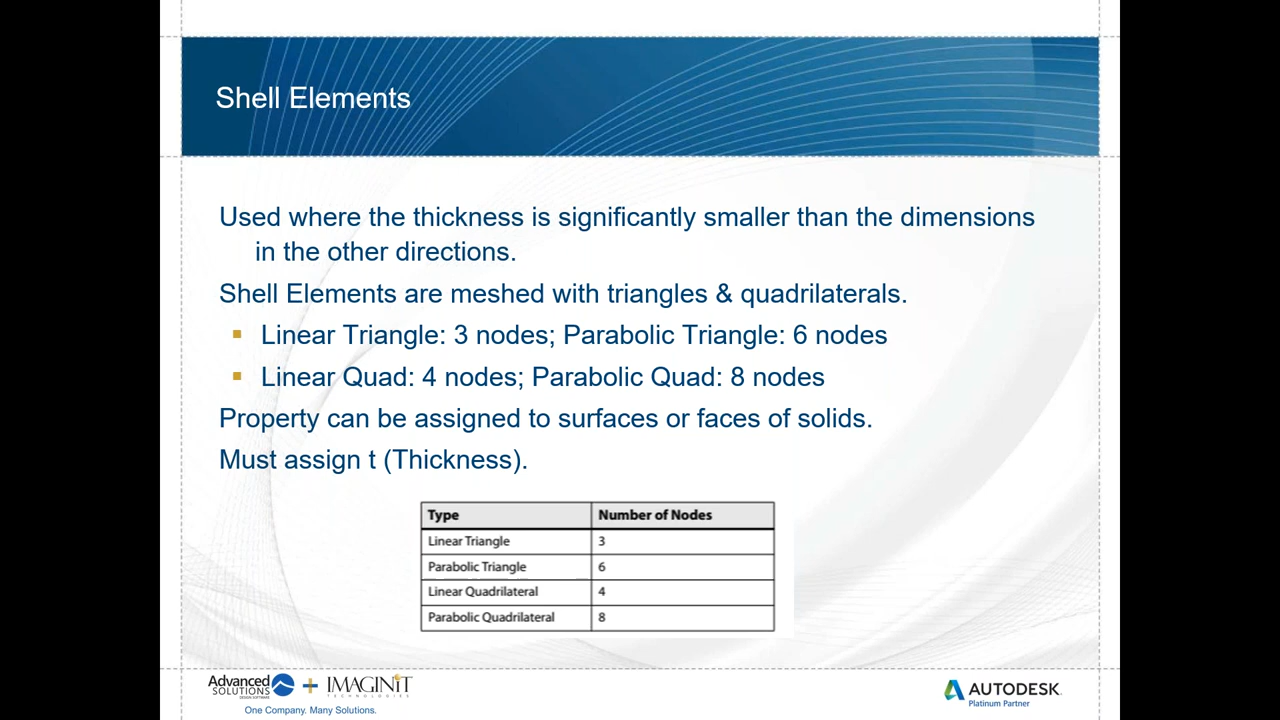 Shell Elements
Used where the thickness is significantly smaller than the dimensions
in the other directions.
Shell Elements are meshed with triangles & quadrilaterals.
▪ Linear Triangle: 3 nodes; Parabolic Triangle: 6 nodes
▪ Linear Quad: 4 nodes; Parabolic Quad: 8 nodes
Property can be assigned to surfaces or faces of solids.
Must assign t (Thickness).
Type Number of Nodes
Linear Triangle 3
Parabolic Triangle 6
Linear Quadrilateral 4
Parabolic Quadrilateral 8
Advanced
SOLUTIONS
DESIGN SOFTWARE
+ IMAGINiT
TECHNOLOGIES
One Company. Many Solutions.
AUTODESK
Platinum Partner